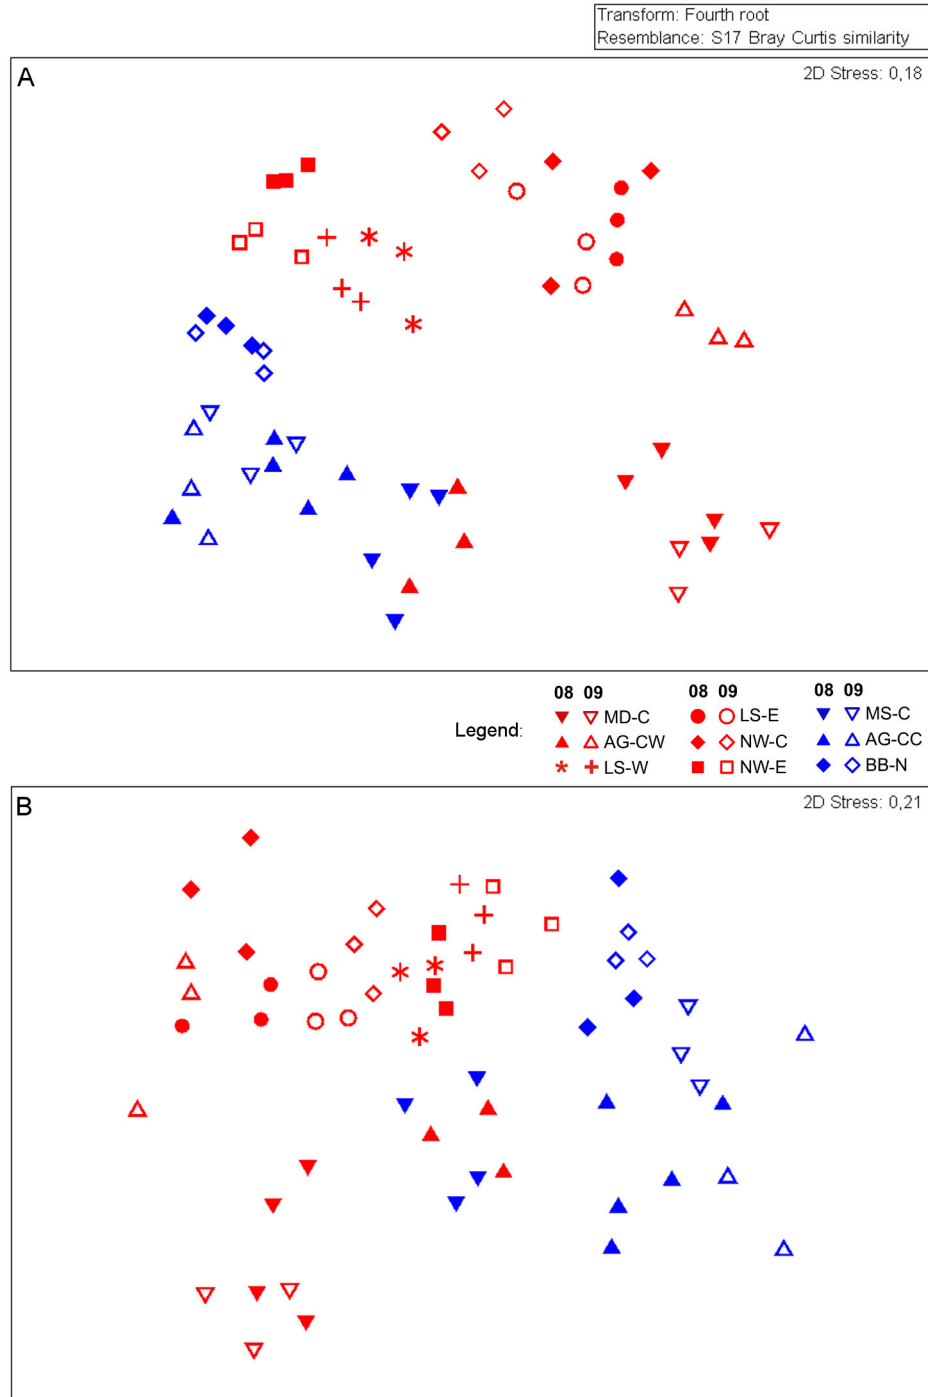 Transform: Fourth root
Resemblance: S17 Bray Curtis similarity
A
2D Stress: 0,18
08 09 08 09 08 09
Legend: MD-C LS-E MS-C
AG-CW NW-C AG-CC
LS-W NW-E BB-N
B
2D Stress: 0,21